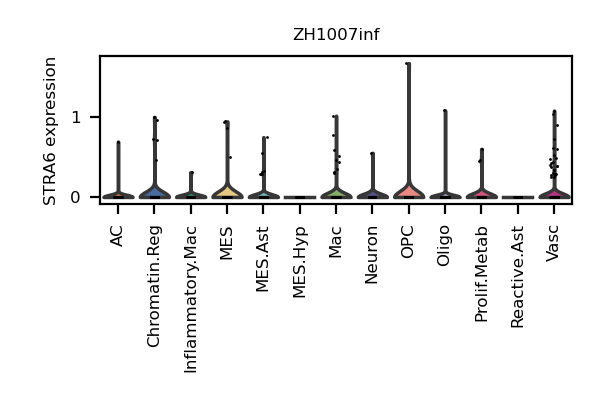 ZH1007inf
STRA6 expression
1
0
AC
Chromatin.Reg
Inflammatory.Mac
MES
MES.Ast
MES.Hyp
Mac
Neuron
OPC
Oligo
Prolif.Metab
Reactive.Ast
Vasc